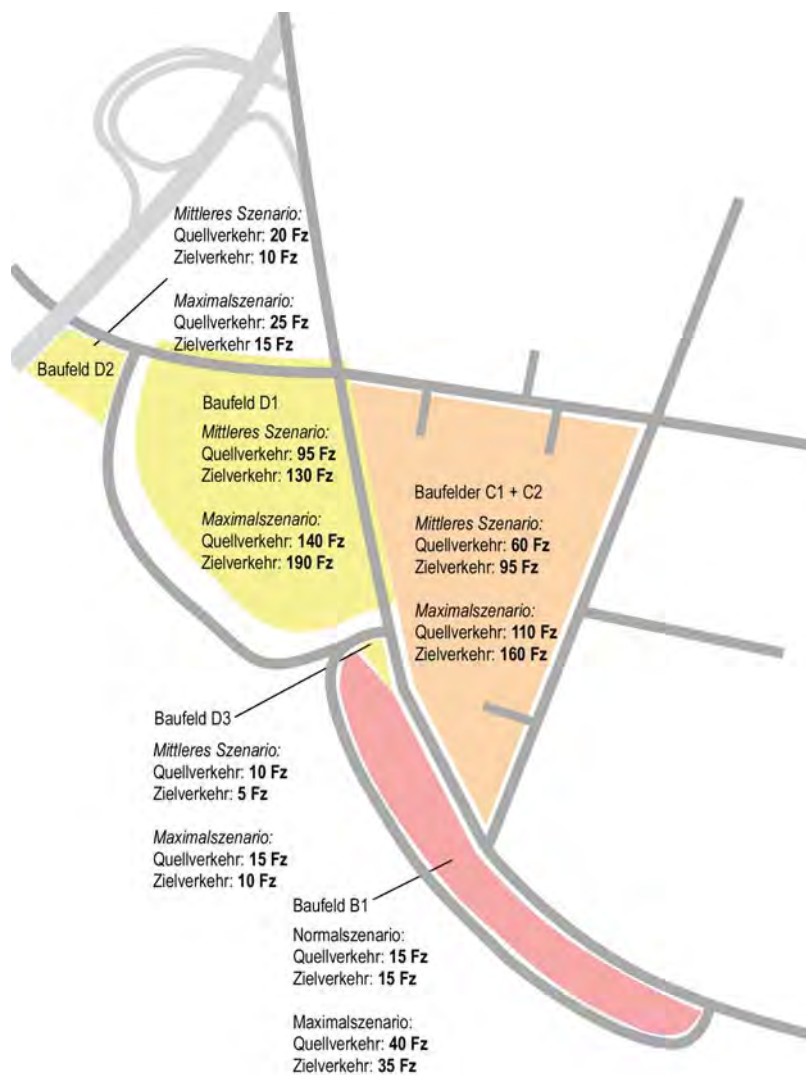 Mittleres Szenario:
Quellverkehr: 20 Fz
Zielverkehr: 10 Fz
Maximalszenario:
Quellverkehr: 25 Fz
Zielverkehr 15 Fz
Baufeld D2
Baufeld D1
Mittleres Szenario:
Quellverkehr: 95 Fz
Zielverkehr: 130 Fz
Maximalszenario:
Quellverkehr: 140 Fz
Zielverkehr: 190 Fz
Baufelder C1 + C2
Mittleres Szenario:
Quellverkehr: 60 Fz
Zielverkehr: 95 Fz
Maximalszenario:
Quellverkehr: 110 Fz
Zielverkehr: 160 Fz
Baufeld D3
Mittleres Szenario:
Quellverkehr: 10 Fz
Zielverkehr: 5 Fz
Maximalszenario:
Quellverkehr: 15 Fz
Zielverkehr: 10 Fz
Baufeld B1
Normalszenario:
Quellverkehr: 15 Fz
Zielverkehr: 15 Fz
Maximalszenario:
Quellverkehr: 40 Fz
Zielverkehr: 35 Fz